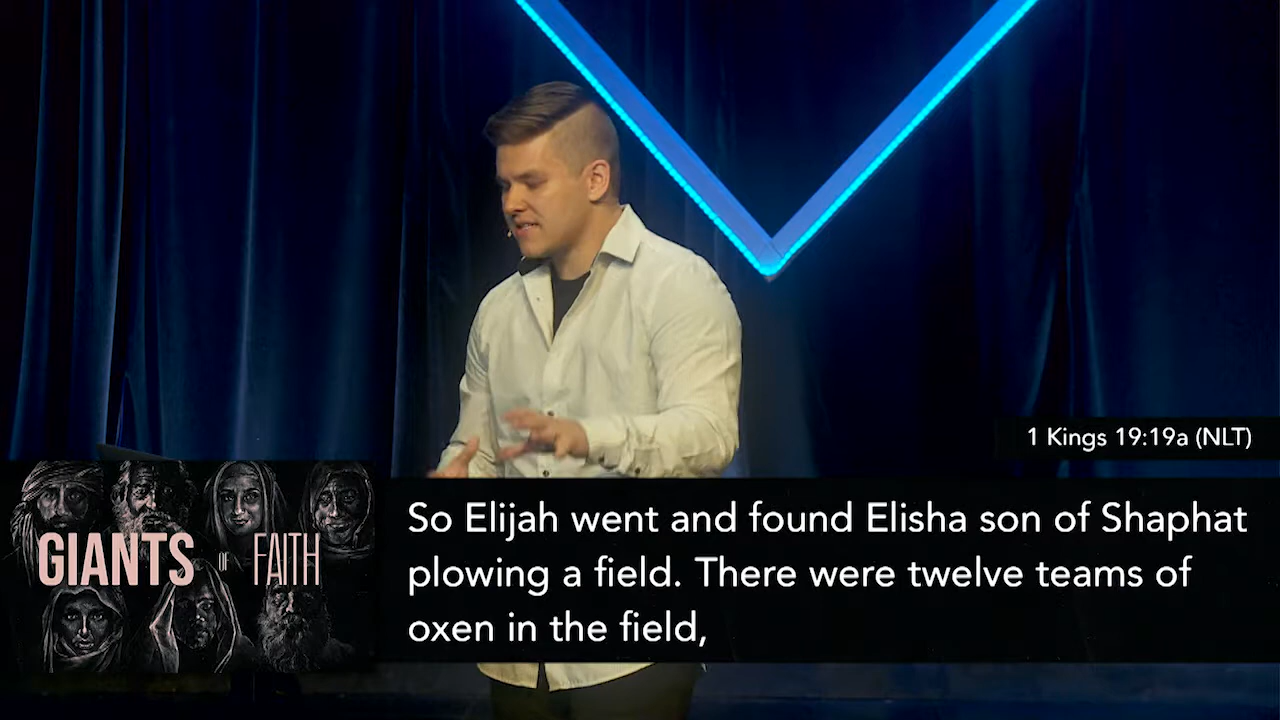 1 Kings 19:19a (NLT)
GIANTS OF FAITH
So Elijah went and found Elisha son of Shaphat
plowing a field. There were twelve teams of
oxen in the field,